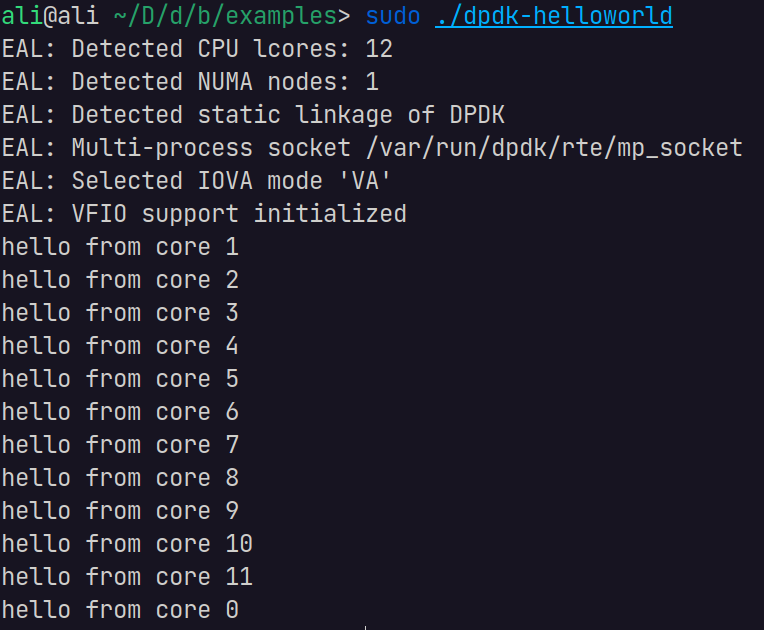 ali@ali ~/D/d/b/examples> sudo ./dpdk-helloworld
EAL: Detected CPU lcores: 12
EAL: Detected NUMA nodes: 1
EAL: Detected static linkage of DPDK
EAL: Multi-process socket /var/run/dpdk/rte/mp_socket
EAL: Selected IOVA mode 'VA'
EAL: VFIO support initialized
hello from core 1
hello from core 2
hello from core 3
hello from core 4
hello from core 5
hello from core 6
hello from core 7
hello from core 8
hello from core 9
hello from core 10
hello from core 11
hello from core 0